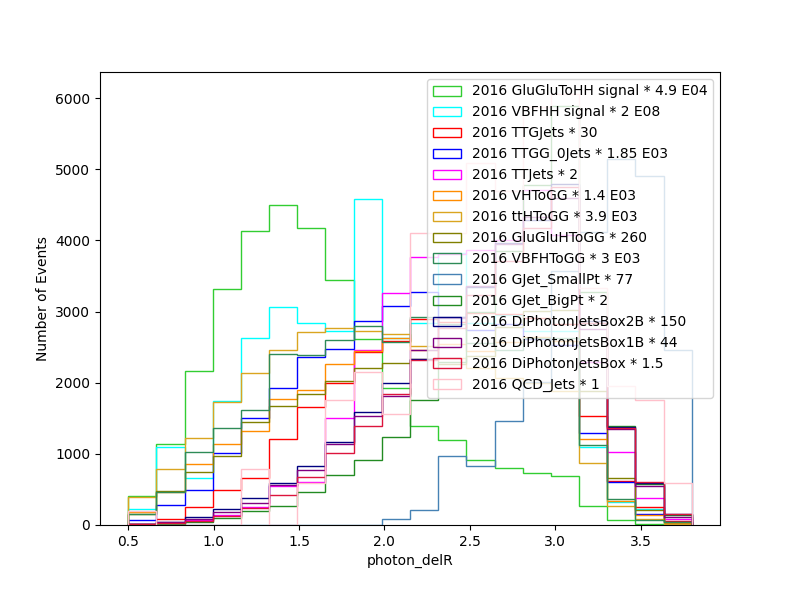 6000
5000
4000
3000
2000
1000
0
Number of Events
0.5
1.0
1.5
2.0
2.5
3.0
3.5
photon_delR
2016 GluGluToHH signal * 4.9 E04
2016 VBFHH signal * 2 E08
2016 TTGJets * 30
2016 TTGG_0Jets * 1.85 E03
2016 TTJets * 2
2016 VHToGG * 1.4 E03
2016 ttHToGG * 3.9 E03
2016 GluGluHToGG * 260
2016 VBFHToGG * 3 E03
2016 GJet_SmallPt * 77
2016 GJet_BigPt * 2
2016 DiPhotonJetsBox2B * 150
2016 DiPhotonJetsBox1B * 44
2016 DiPhotonJetsBox * 1.5
2016 QCD_Jets * 1